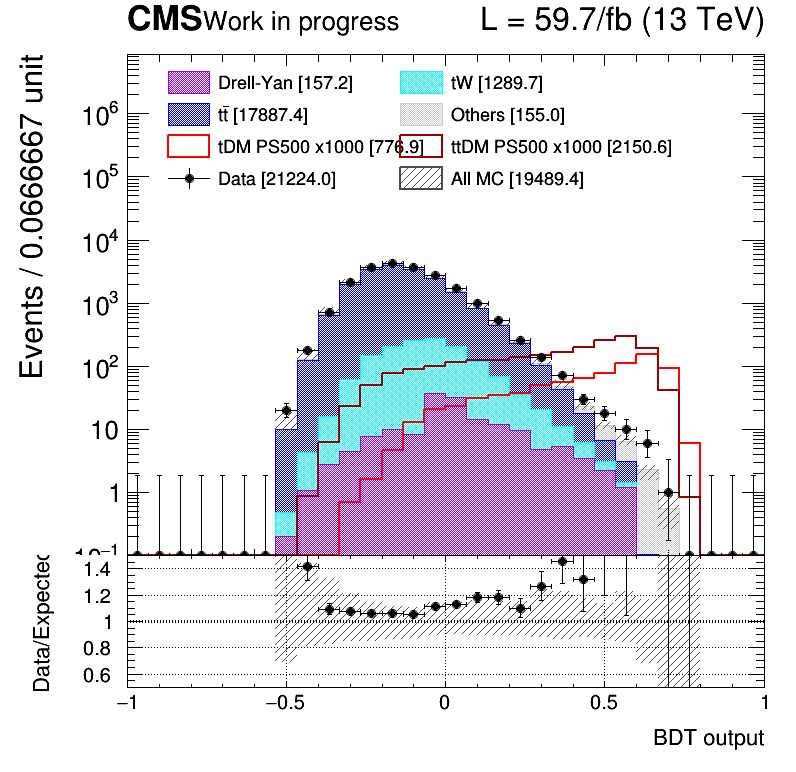 CMS Work in progress L = 59.7/fb (13 TeV)
Events / 0.0666667 unit
Drell-Yan [157.2] tW [1289.7]
tt̄ [17887.4] Others [155.0]
tDM PS500 x1000 [776.9] ttDM PS500 x1000 [2150.6]
Data [21224.0] All MC [19489.4]
10⁶
10⁵
10⁴
10³
10²
10
1
10⁻¹
Data/Expected
1.4
1.2
1
0.8
0.6
−1 −0.5 0 0.5 1
BDT output